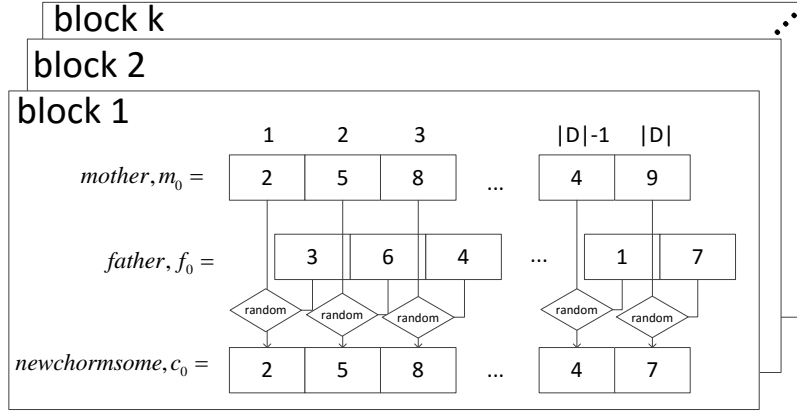 block k
block 2
block 1
1 2 3 |D|-1 |D|
mother, m₀ = 2 5 8 ... 4 9
father, f₀ = 3 6 4 ... 1 7
random random random random random
newchormsome, c₀ = 2 5 8 ... 4 7